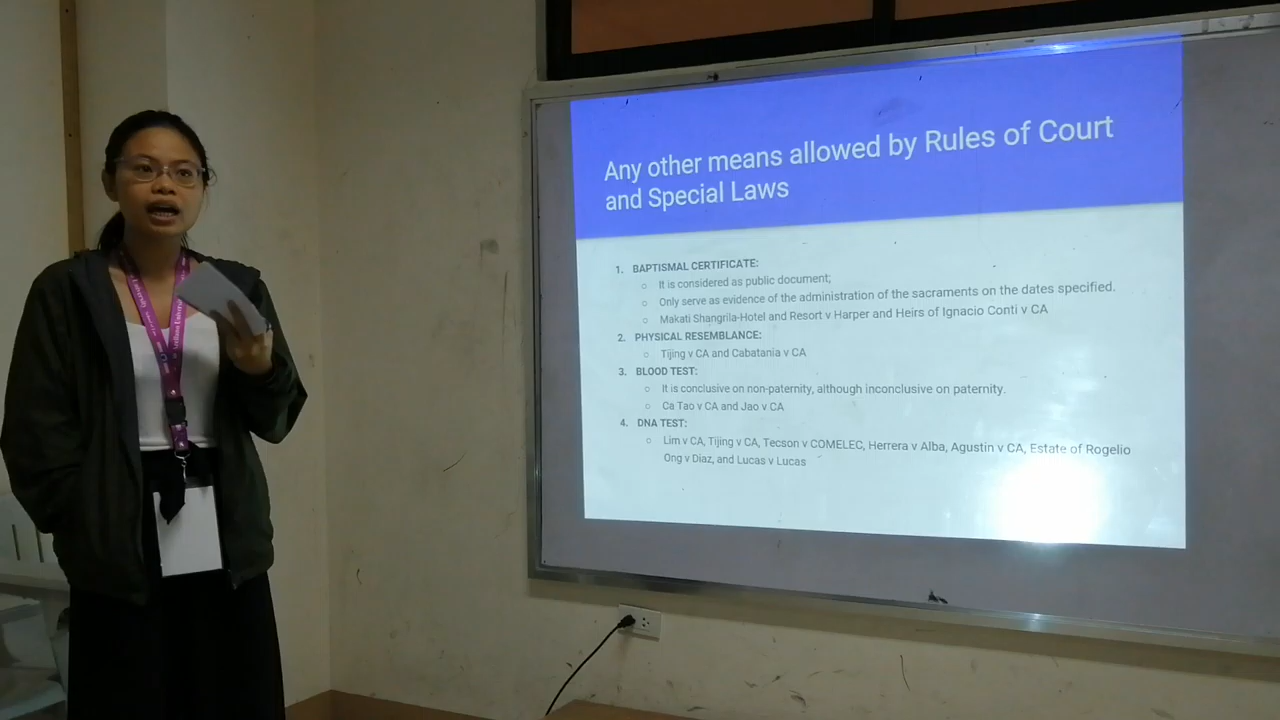 Any other means allowed by Rules of Court
and Special Laws
1. BAPTISMAL CERTIFICATE:
○ It is considered as public document;
○ Only serve as evidence of the administration of the sacraments on the dates specified.
○ Makati Shangrila-Hotel and Resort v Harper and Heirs of Ignacio Conti v CA
2. PHYSICAL RESEMBLANCE:
○ Tijing v CA and Cabatania v CA
3. BLOOD TEST:
○ It is conclusive on non-paternity, although inconclusive on paternity.
○ Ca Tao v CA and Jao v CA
4. DNA TEST:
○ Lim v CA, Tijing v CA, Tecson v COMELEC, Herrera v Alba, Agustin v CA, Estate of Rogelio
Ong v Diaz, and Lucas v Lucas